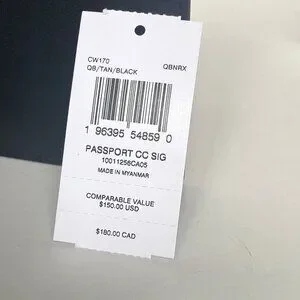 CW170
QB/TAN/BLACK QBNRX
1 96395 54859 0
PASSPORT CC SIG
10011256CA05
MADE IN MYANMAR
COMPARABLE VALUE
$150.00 USD
$180.00 CAD